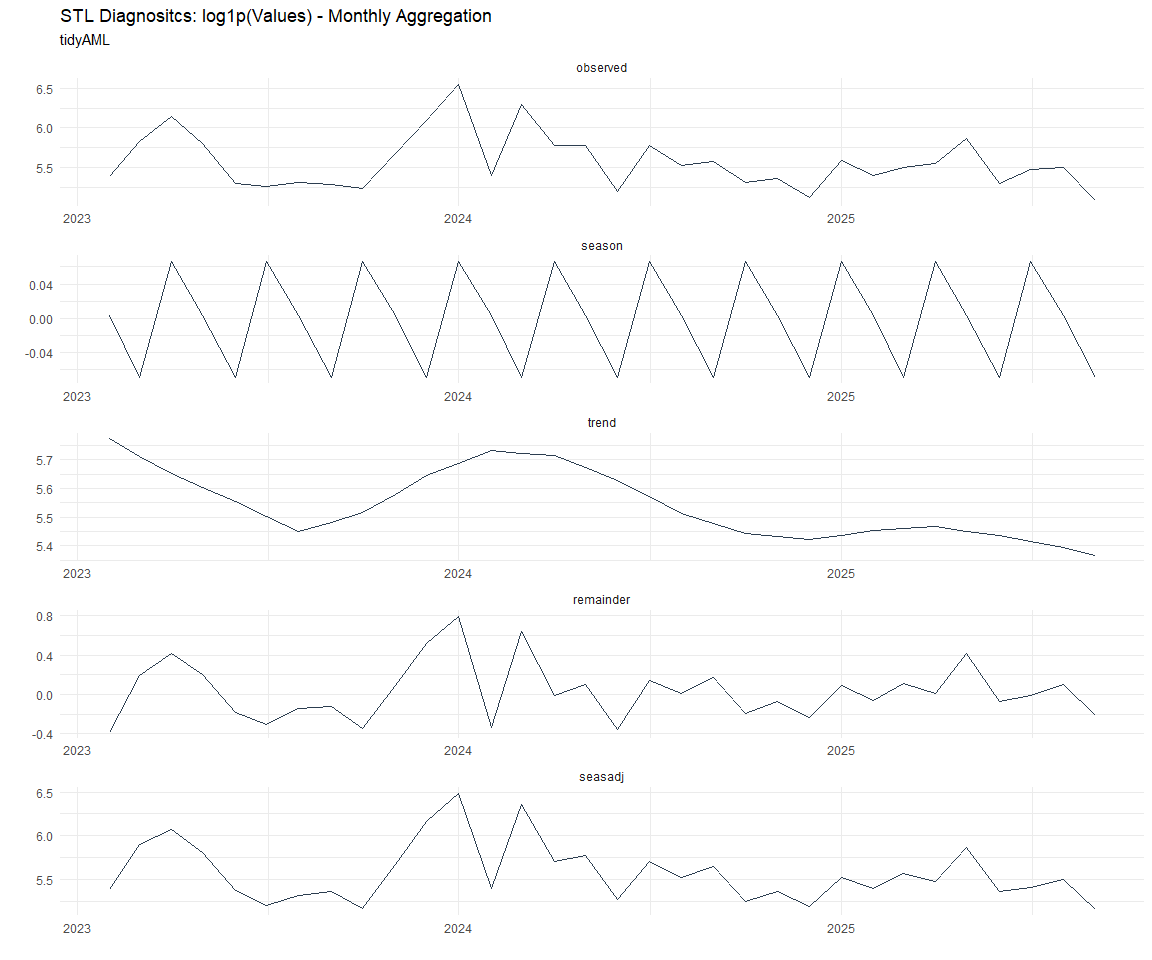 STL Diagnositcs: log1p(Values) - Monthly Aggregation
tidyAML
observed
6.5
6.0
5.5
2023 2024 2025
season
0.04
0.00
-0.04
2023 2024 2025
trend
5.7
5.6
5.5
5.4
2023 2024 2025
remainder
0.8
0.4
0.0
-0.4
2023 2024 2025
seasadj
6.5
6.0
5.5
2023 2024 2025